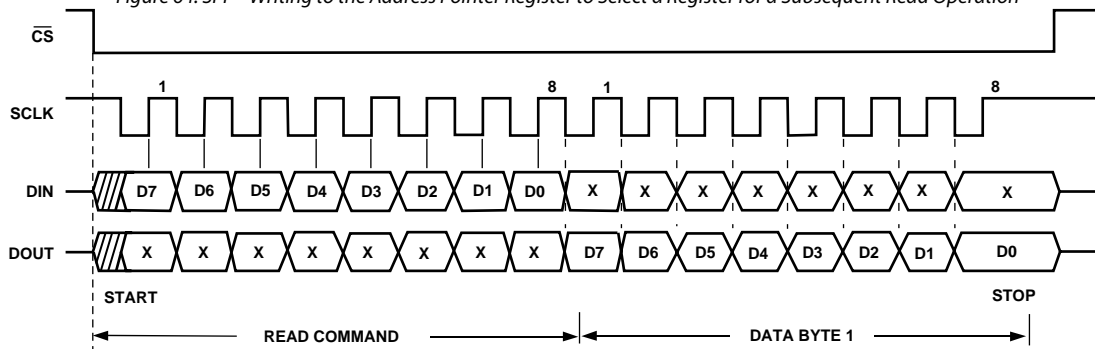 Figure 61. SPI—Writing to the Address Pointer Register to Select a Register for a Subsequent Read Operation
CS
1 8 1 8
SCLK
DIN D7 D6 D5 D4 D3 D2 D1 D0 X X X X X X X X
DOUT X X X X X X X X D7 D6 D5 D4 D3 D2 D1 D0
START STOP
READ COMMAND DATA BYTE 1